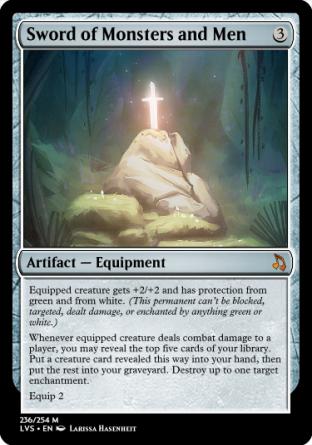 Sword of Monsters and Men 3
Artifact — Equipment
Equipped creature gets +2/+2 and has protection from
green and from white. (This permanent can't be blocked,
targeted, dealt damage, or enchanted by anything green or
white.)
Whenever equipped creature deals combat damage to a
player, you may reveal the top five cards of your library.
Put a creature card revealed this way into your hand, then
put the rest into your graveyard. Destroy up to one target
enchantment.
Equip 2
236/254 M
LVS • EN Larissa Hasenheit